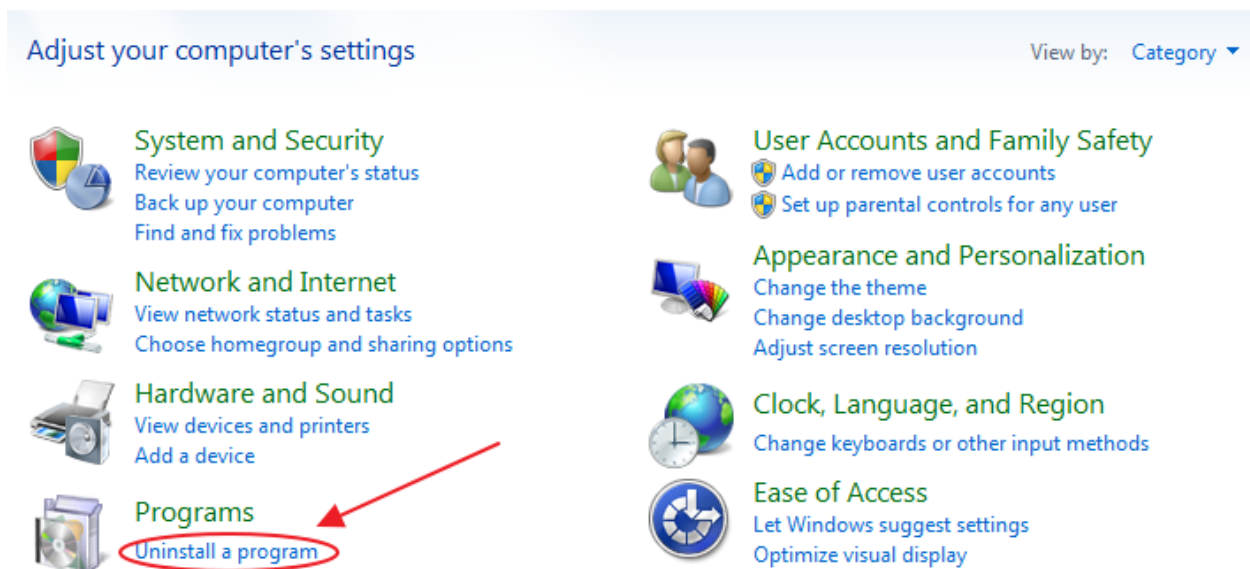 Adjust your computer's settings
View by: Category
System and Security
Review your computer's status
Back up your computer
Find and fix problems
Network and Internet
View network status and tasks
Choose homegroup and sharing options
Hardware and Sound
View devices and printers
Add a device
Programs
Uninstall a program
User Accounts and Family Safety
Add or remove user accounts
Set up parental controls for any user
Appearance and Personalization
Change the theme
Change desktop background
Adjust screen resolution
Clock, Language, and Region
Change keyboards or other input methods
Ease of Access
Let Windows suggest settings
Optimize visual display